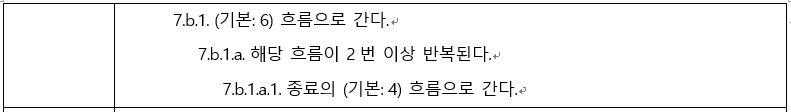 7.b.1. (기본: 6) 흐름으로 간다.
7.b.1.a. 해당 흐름이 2 번 이상 반복된다.
7.b.1.a.1. 종료의 (기본: 4) 흐름으로 간다.